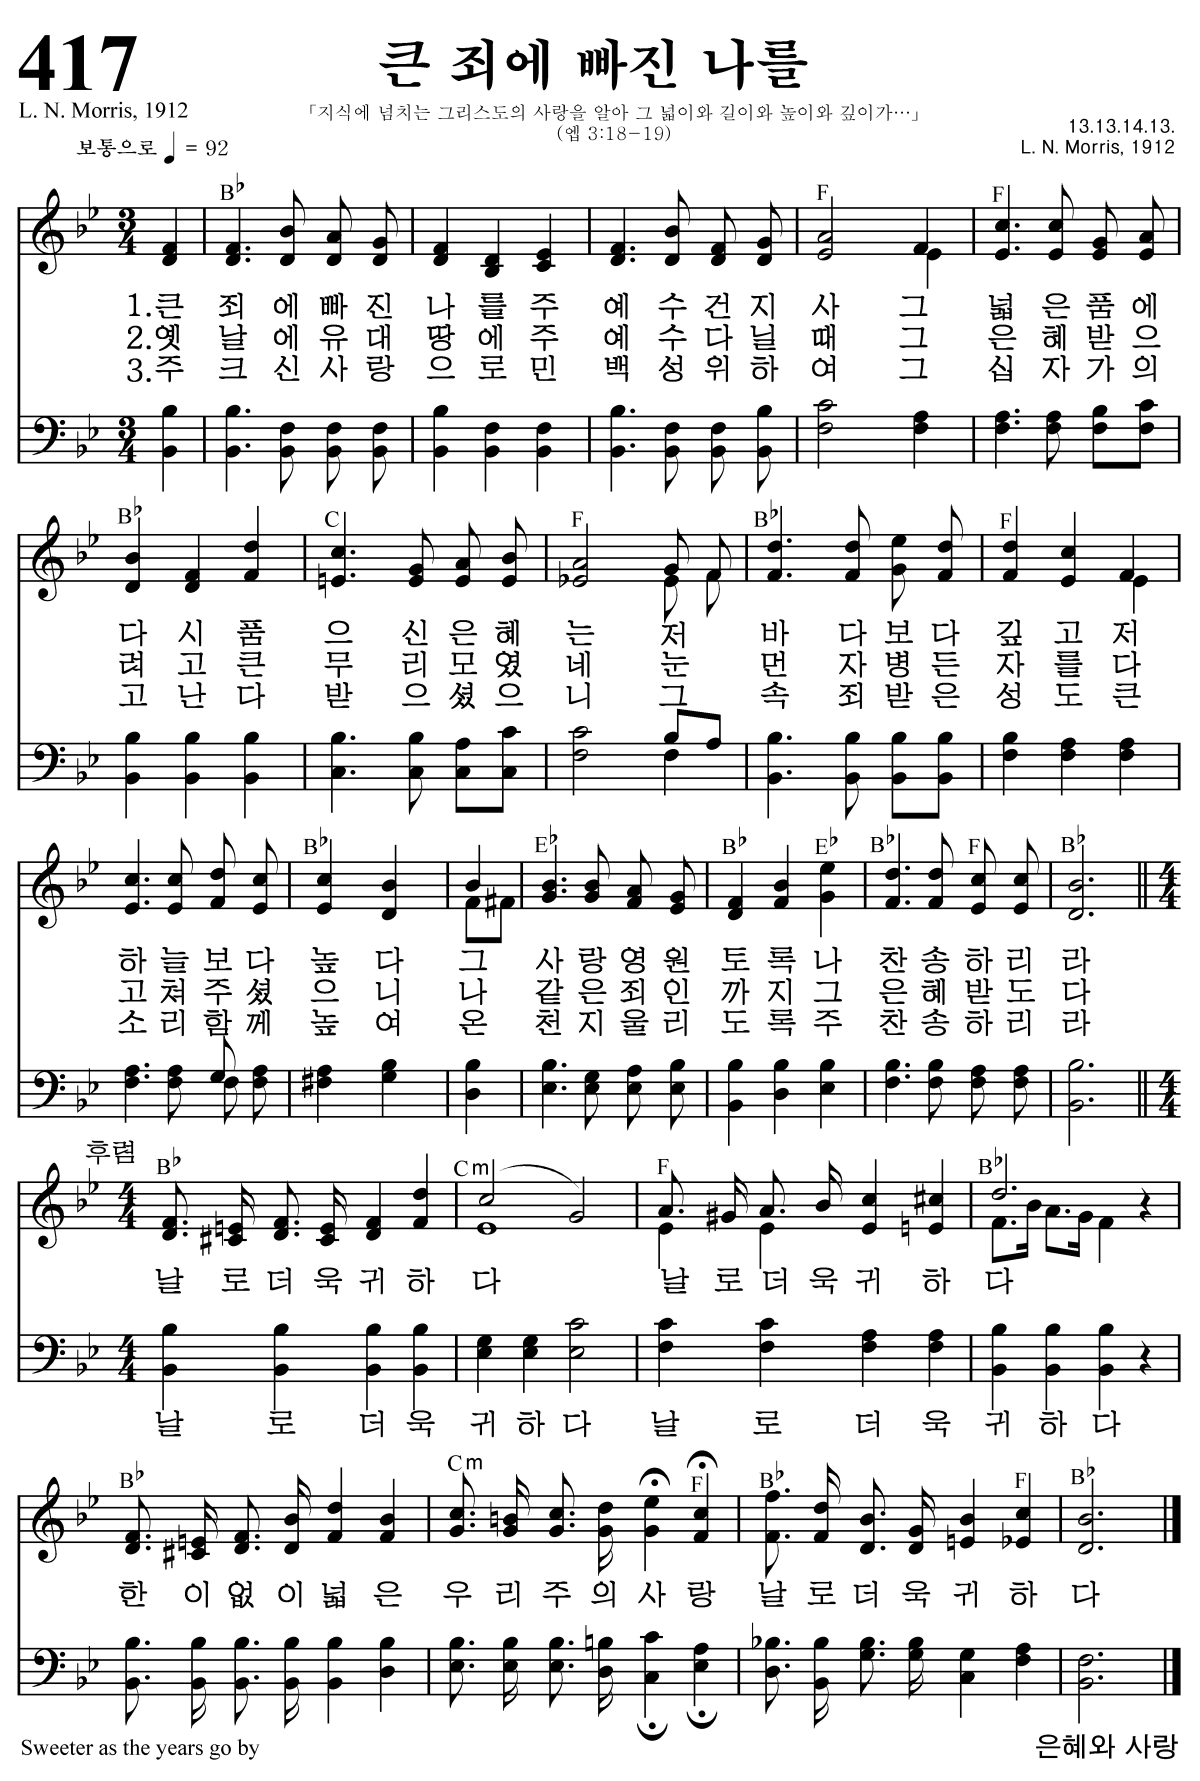 417
큰 죄에 빠진 나를
L. N. Morris, 1912
「지식에 넘치는 그리스도의 사랑을 알아 그 넓이와 길이와 높이와 깊이가…」
(엡 3:18-19)
13.13.14.13.
보통으로 ♩ = 92
L. N. Morris, 1912
B♭ F F
1.큰 죄 에 빠 진 나 를 주 예 수 건 지 사 그 넓 은 품 에
2.옛 날 에 유 대 땅 에 주 예 수 다 닐 때 그 은 혜 받 으
3.주 크 신 사 랑 으 로 민 백 성 위 하 여 그 십 자 가 의
B♭ C F B♭ F
다 시 품 으 신 은 혜 는 저 바 다 보 다 깊 고 저
려 고 큰 무 리 모 였 네 눈 먼 자 병 든 자 를 다
고 난 다 받 으 셨 으 니 그 속 죄 받 은 성 도 큰
B♭ E♭ B♭ E♭ B♭ F B♭
하 늘 보 다 높 다 그 사 랑 영 원 토 록 나 찬 송 하 리 라
고 쳐 주 셨 으 니 나 같 은 죄 인 까 지 그 은 혜 받 도 다
소 리 함 께 높 여 온 천 지 울 리 도 록 주 찬 송 하 리 라
후렴
B♭ Cm F B♭
날 로 더 욱 귀 하 다 날 로 더 욱 귀 하 다
날 로 더 욱 귀 하 다 날 로 더 욱 귀 하 다
B♭ Cm F B♭ F B♭
한 이 없 이 넓 은 우 리 주 의 사 랑 날 로 더 욱 귀 하 다
Sweeter as the years go by
은혜와 사랑